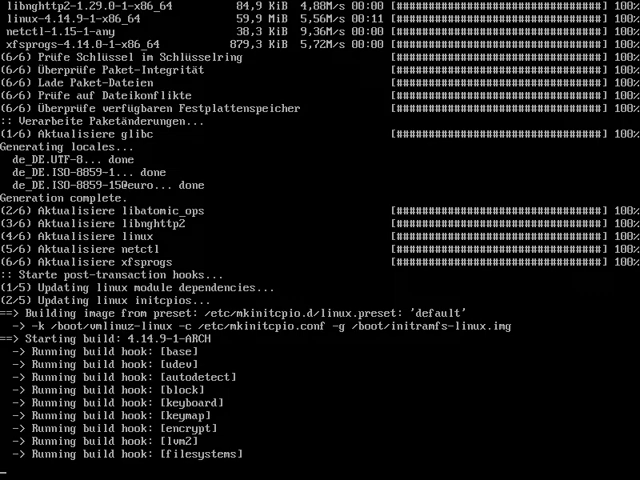 libnghttp2-1.29.0-1-x86_64 84,9 KiB 4,88M/s 00:00 [################################] 100%
linux-4.14.9-1-x86_64 59,9 MiB 5,56M/s 00:11 [################################] 100%
netctl-1.15-1-any 38,3 KiB 9,36M/s 00:00 [################################] 100%
xfsprogs-4.14.0-1-x86_64 879,3 KiB 5,72M/s 00:00 [################################] 100%
(6/6) Prüfe Schlüssel im Schlüsselring [################################] 100%
(6/6) Überprüfe Paket-Integrität [################################] 100%
(6/6) Lade Paket-Dateien [################################] 100%
(6/6) Prüfe auf Dateikonflikte [################################] 100%
(6/6) Überprüfe verfügbaren Festplattenspeicher [################################] 100%
:: Verarbeite Paketänderungen...
(1/6) Aktualisiere glibc [################################] 100%
Generating locales...
de_DE.UTF-8... done
de_DE.ISO-8859-1... done
de_DE.ISO-8859-15@euro... done
Generation complete.
(2/6) Aktualisiere libatomic_ops [################################] 100%
(3/6) Aktualisiere libnghttp2 [################################] 100%
(4/6) Aktualisiere linux [################################] 100%
(5/6) Aktualisiere netctl [################################] 100%
(6/6) Aktualisiere xfsprogs [################################] 100%
:: Starte post-transaction hooks...
(1/5) Updating linux module dependencies...
(2/5) Updating linux initcpios...
==> Building image from preset: /etc/mkinitcpio.d/linux.preset: 'default'
-> -k /boot/vmlinuz-linux -c /etc/mkinitcpio.conf -g /boot/initramfs-linux.img
==> Starting build: 4.14.9-1-ARCH
-> Running build hook: [base]
-> Running build hook: [udev]
-> Running build hook: [autodetect]
-> Running build hook: [block]
-> Running build hook: [keyboard]
-> Running build hook: [keymap]
-> Running build hook: [encrypt]
-> Running build hook: [lvm2]
-> Running build hook: [filesystems]